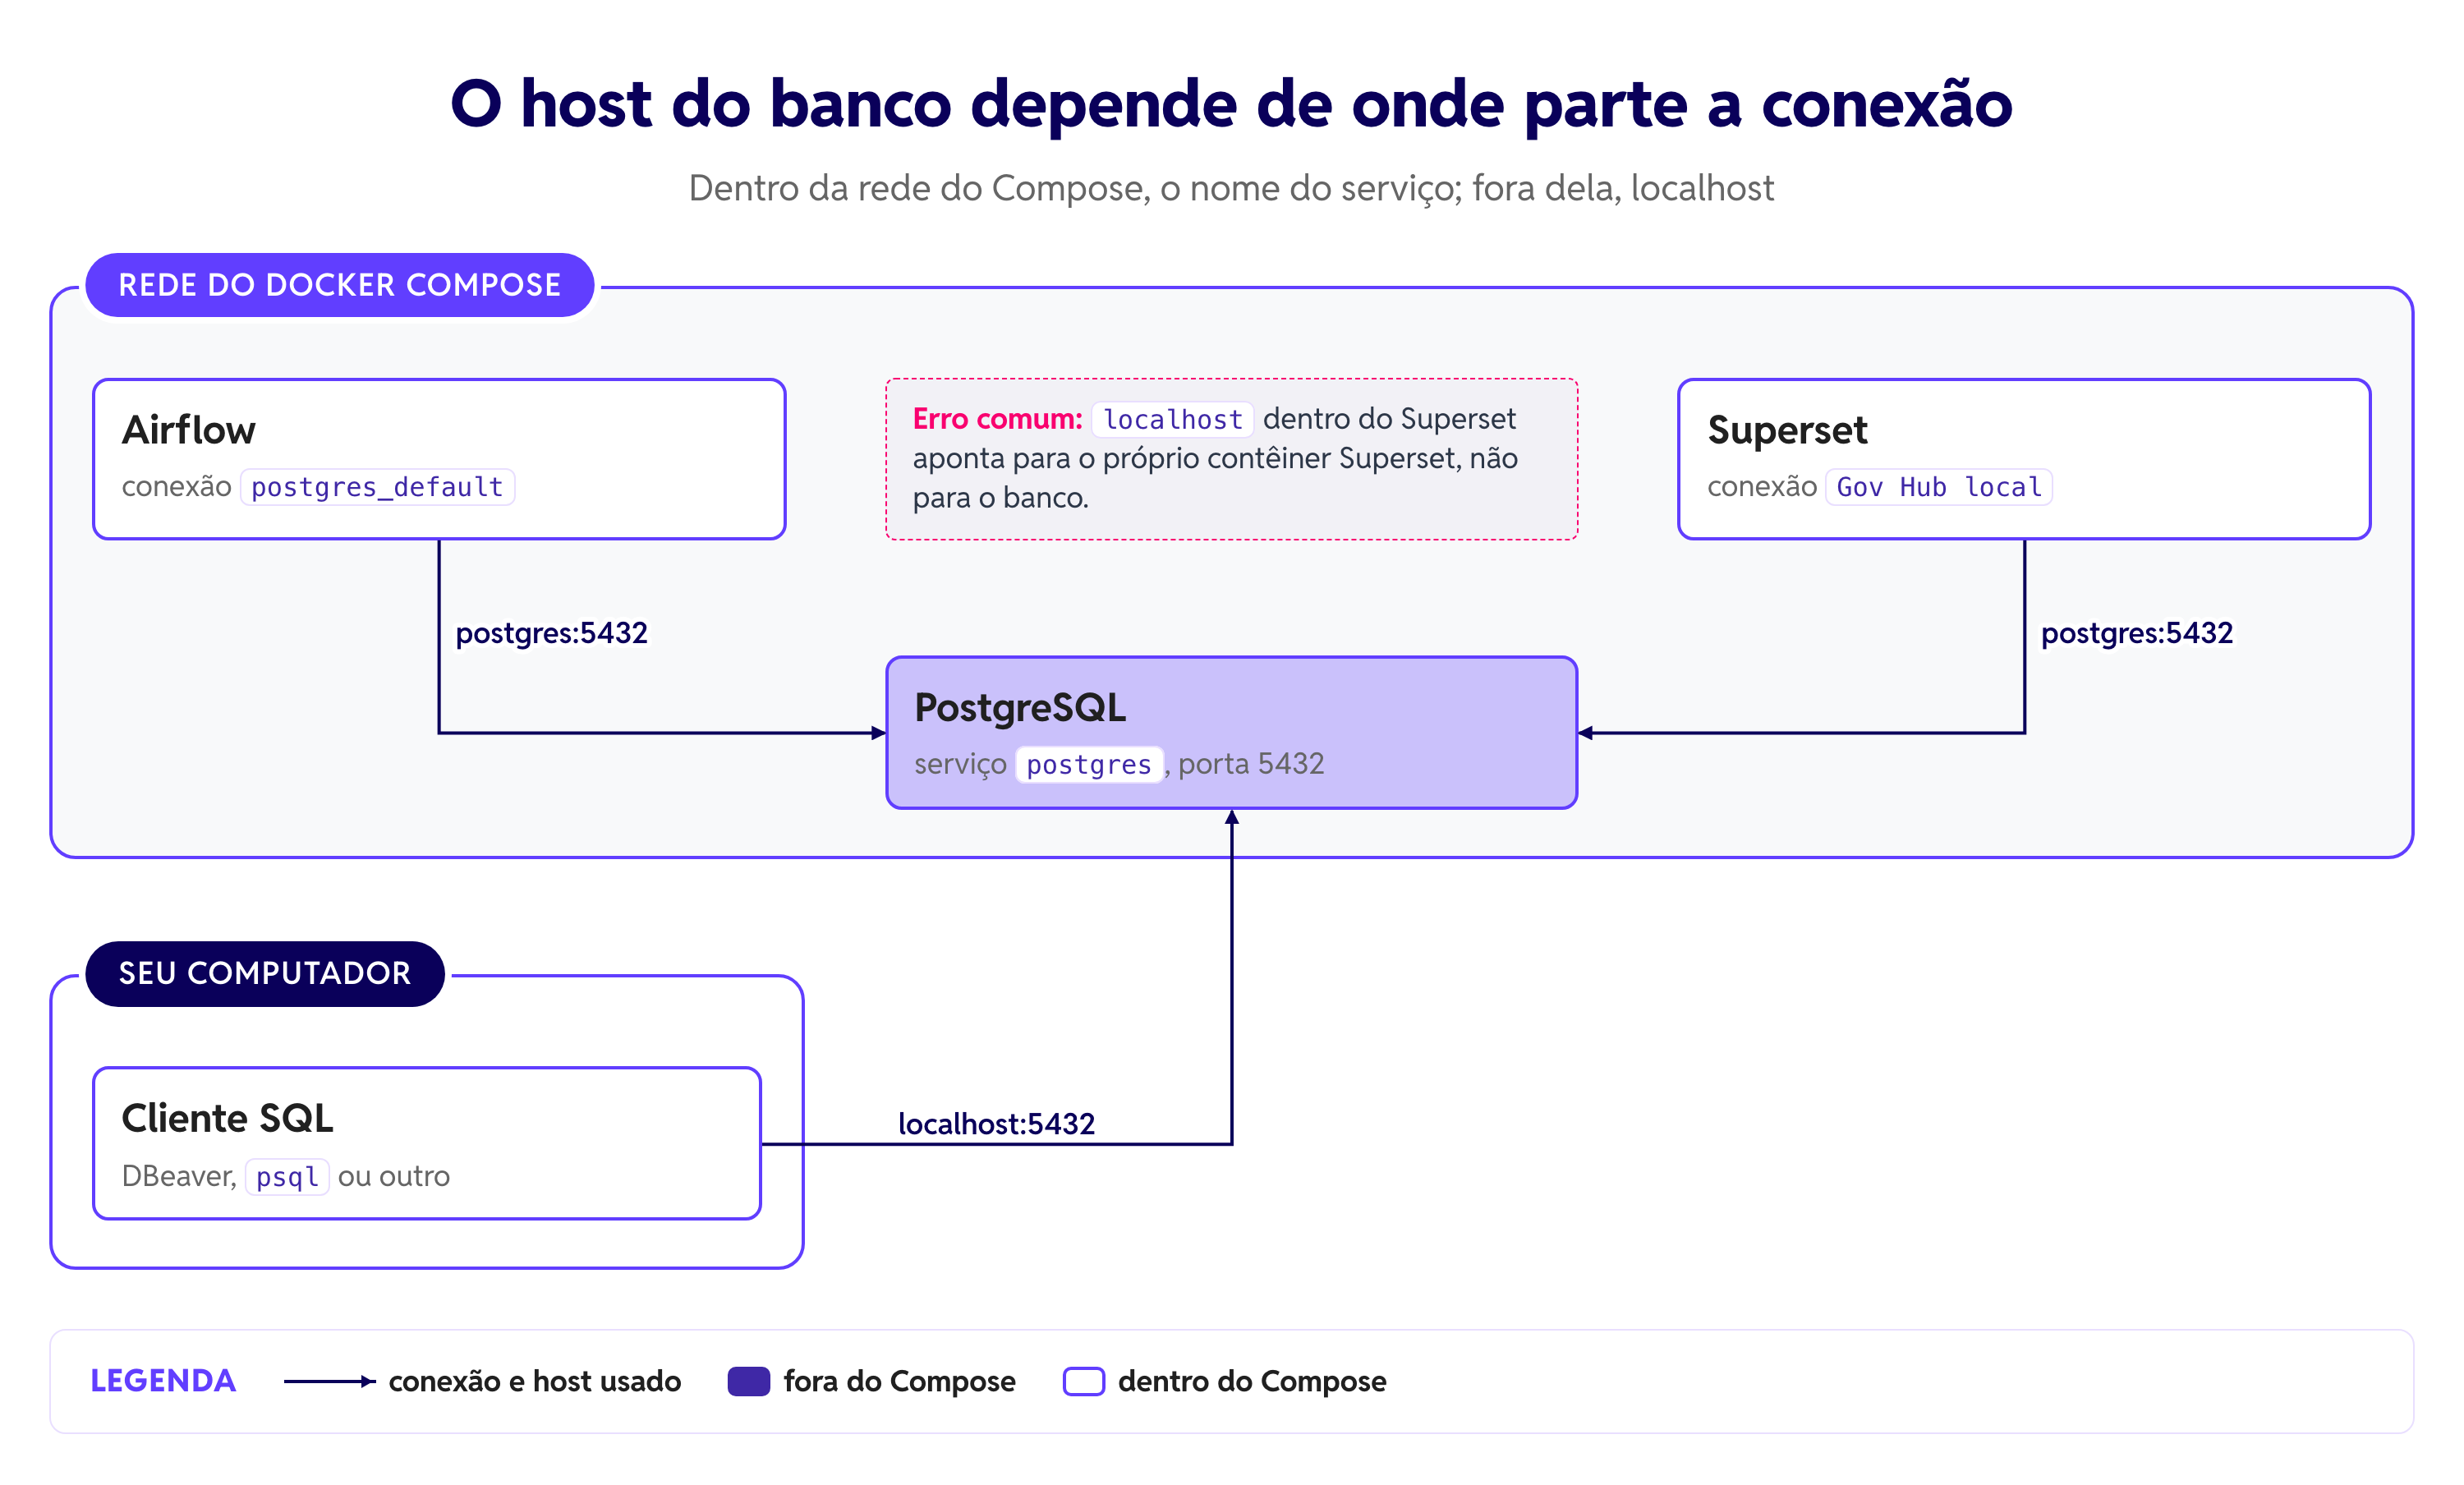 O host do banco depende de onde parte a conexão
Dentro da rede do Compose, o nome do serviço; fora dela, localhost
REDE DO DOCKER COMPOSE
Airflow
conexão postgres_default
Erro comum: localhost dentro do Superset
aponta para o próprio contêiner Superset, não
para o banco.
Superset
conexão Gov Hub local
postgres:5432
postgres:5432
PostgreSQL
serviço postgres, porta 5432
SEU COMPUTADOR
Cliente SQL
DBeaver, psql ou outro
localhost:5432
LEGENDA conexão e host usado fora do Compose dentro do Compose